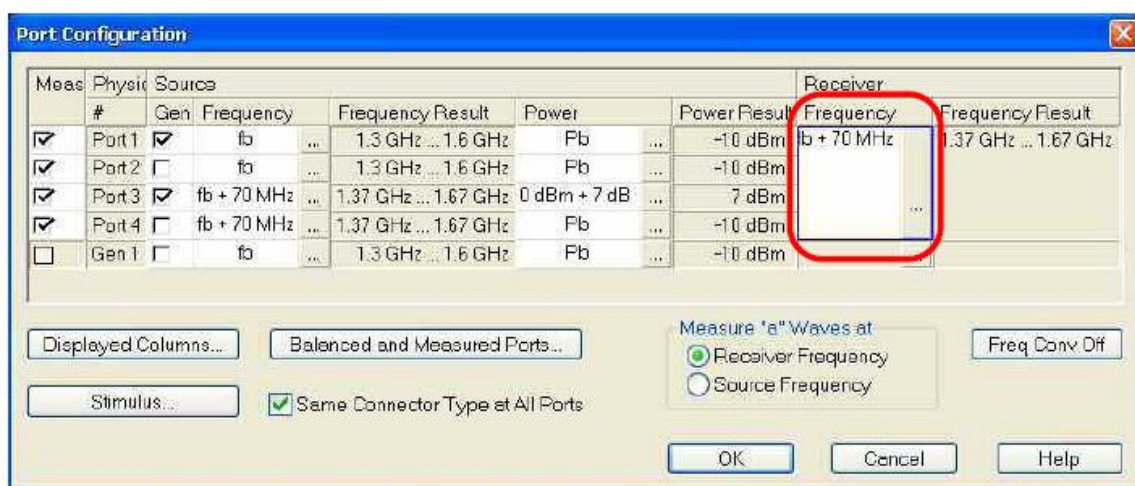 Port Configuration
Meas Physic Source Receiver
# Gen Frequency Frequency Result Power Power Result Frequency Frequency Result
Port 1 fb ... 1.3 GHz ... 1.6 GHz Pb ... -10 dBm fb + 70 MHz 1.37 GHz ... 1.67 GHz
Port 2 fb ... 1.3 GHz ... 1.6 GHz Pb ... -10 dBm
Port 3 fb + 70 MHz ... 1.37 GHz ... 1.67 GHz 0 dBm + 7 dB ... 7 dBm ...
Port 4 fb + 70 MHz ... 1.37 GHz ... 1.67 GHz Pb ... -10 dBm
Gen 1 fb ... 1.3 GHz ... 1.6 GHz Pb ... -10 dBm ...
Displayed Columns...
Balanced and Measured Ports...
Measure "a" Waves at
Receiver Frequency
Source Frequency
Freq Conv Off
Stimulus...
Same Connector Type at All Ports
OK
Cancel
Help